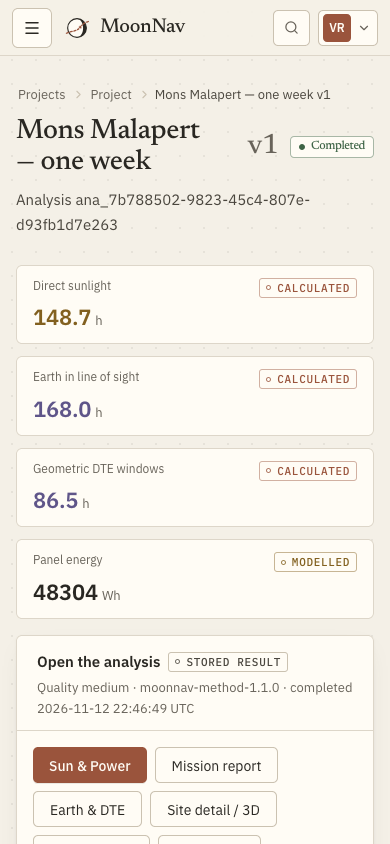 MoonNav
VR
Projects > Project > Mons Malapert — one week v1
Mons Malapert
— one week
v1
Completed
Analysis ana_7b788502-9823-45c4-807e-
d93fb1d7e263
Direct sunlight
CALCULATED
148.7 h
Earth in line of sight
CALCULATED
168.0 h
Geometric DTE windows
CALCULATED
86.5 h
Panel energy
MODELLED
48304 Wh
Open the analysis
STORED RESULT
Quality medium · moonnav-method-1.1.0 · completed
2026-11-12 22:46:49 UTC
Sun & Power
Mission report
Earth & DTE
Site detail / 3D